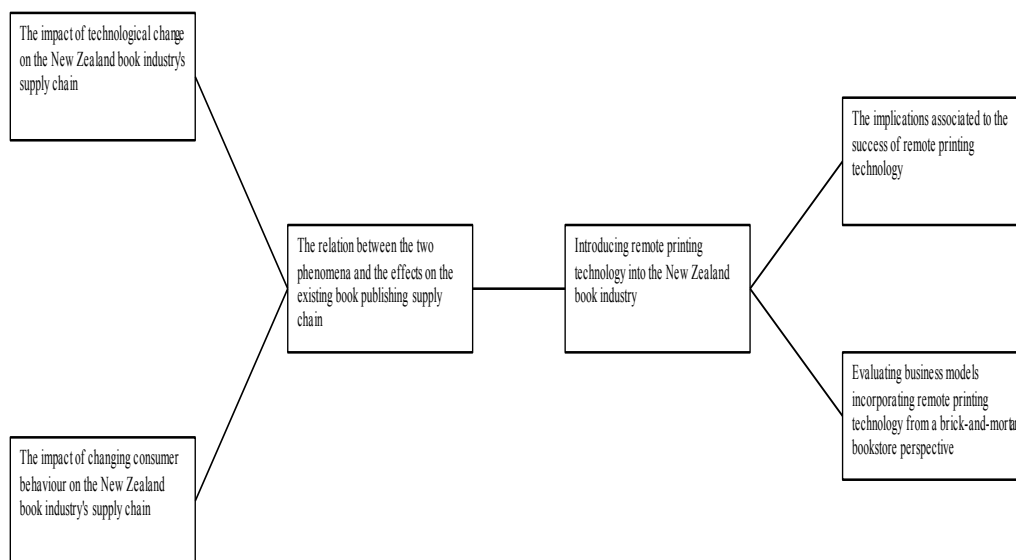 The impact of technological change
on the New Zealand book industry's
supply chain
The impact of changing consumer
behaviour on the New Zealand
book industry's supply chain
The relation between the two
phenomena and the effects on the
existing book publishing supply
chain
Introducing remote printing
technology into the New Zealand
book industry
The implications associated to the
success of remote printing
technology
Evaluating business models
incorporating remote printing
technology from a brick-and-mortar
bookstore perspective